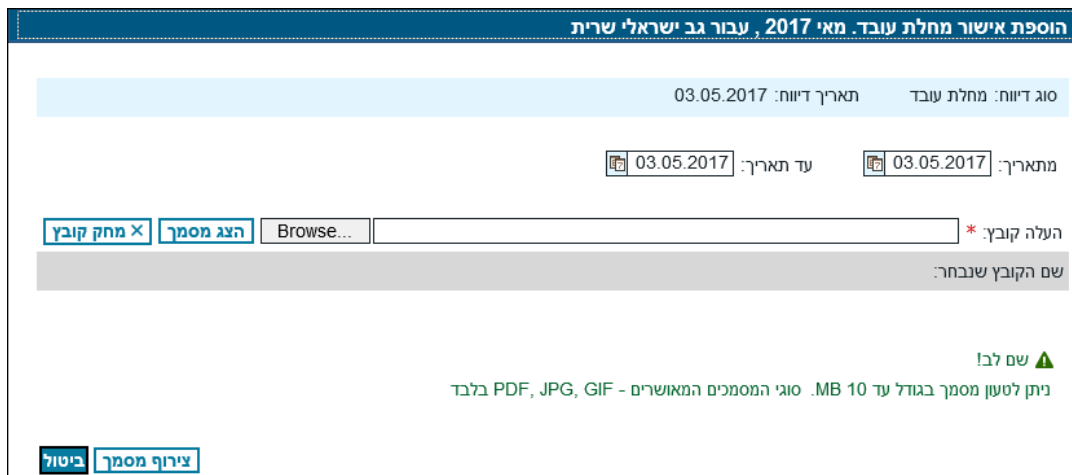 הוספת אישור מחלת עובד. מאי 2017 , עבור גב ישראלי שרית
סוג דיווח: מחלת עובד תאריך דיווח: 03.05.2017
מתאריך: 03.05.2017 עד תאריך: 03.05.2017
העלה קובץ: * Browse... הצג מסמך × מחק קובץ
שם הקובץ שנבחר:
שם לב!
ניתן לטעון מסמך בגודל עד 10 MB. סוגי המסמכים המאושרים - PDF, JPG, GIF בלבד
צירוף מסמך ביטול